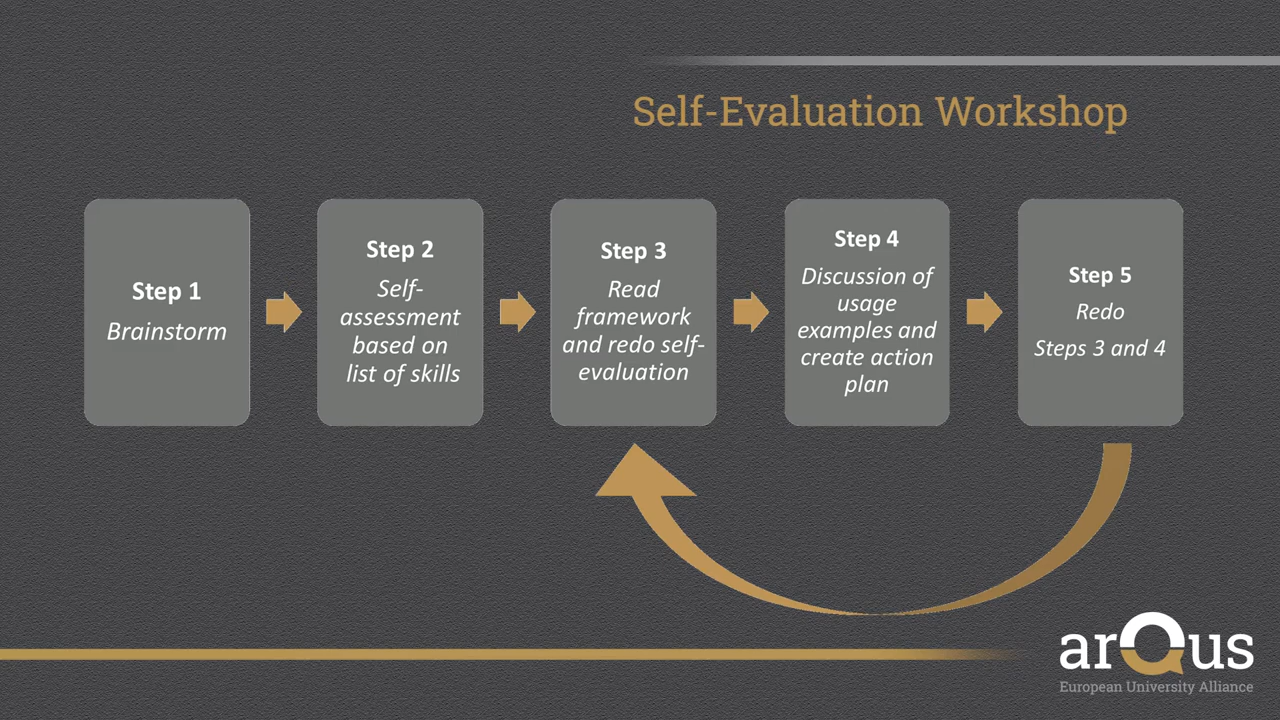 Self-Evaluation Workshop
Step 1
Brainstorm
Step 2
Self-
assessment
based on
list of skills
Step 3
Read
framework
and redo self-
evaluation
Step 4
Discussion of
usage
examples and
create action
plan
Step 5
Redo
Steps 3 and 4
arQus
European University Alliance